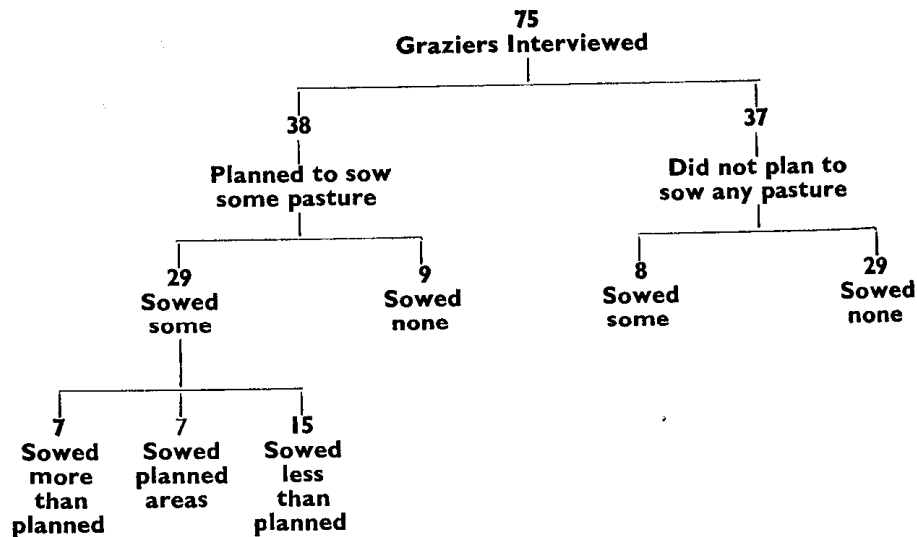 75
Graziers Interviewed
38
37
Planned to sow
some pasture
Did not plan to
sow any pasture
29
Sowed
some
9
Sowed
none
8
Sowed
some
29
Sowed
none
7
Sowed
more
than
planned
7
Sowed
planned
areas
15
Sowed
less
than
planned